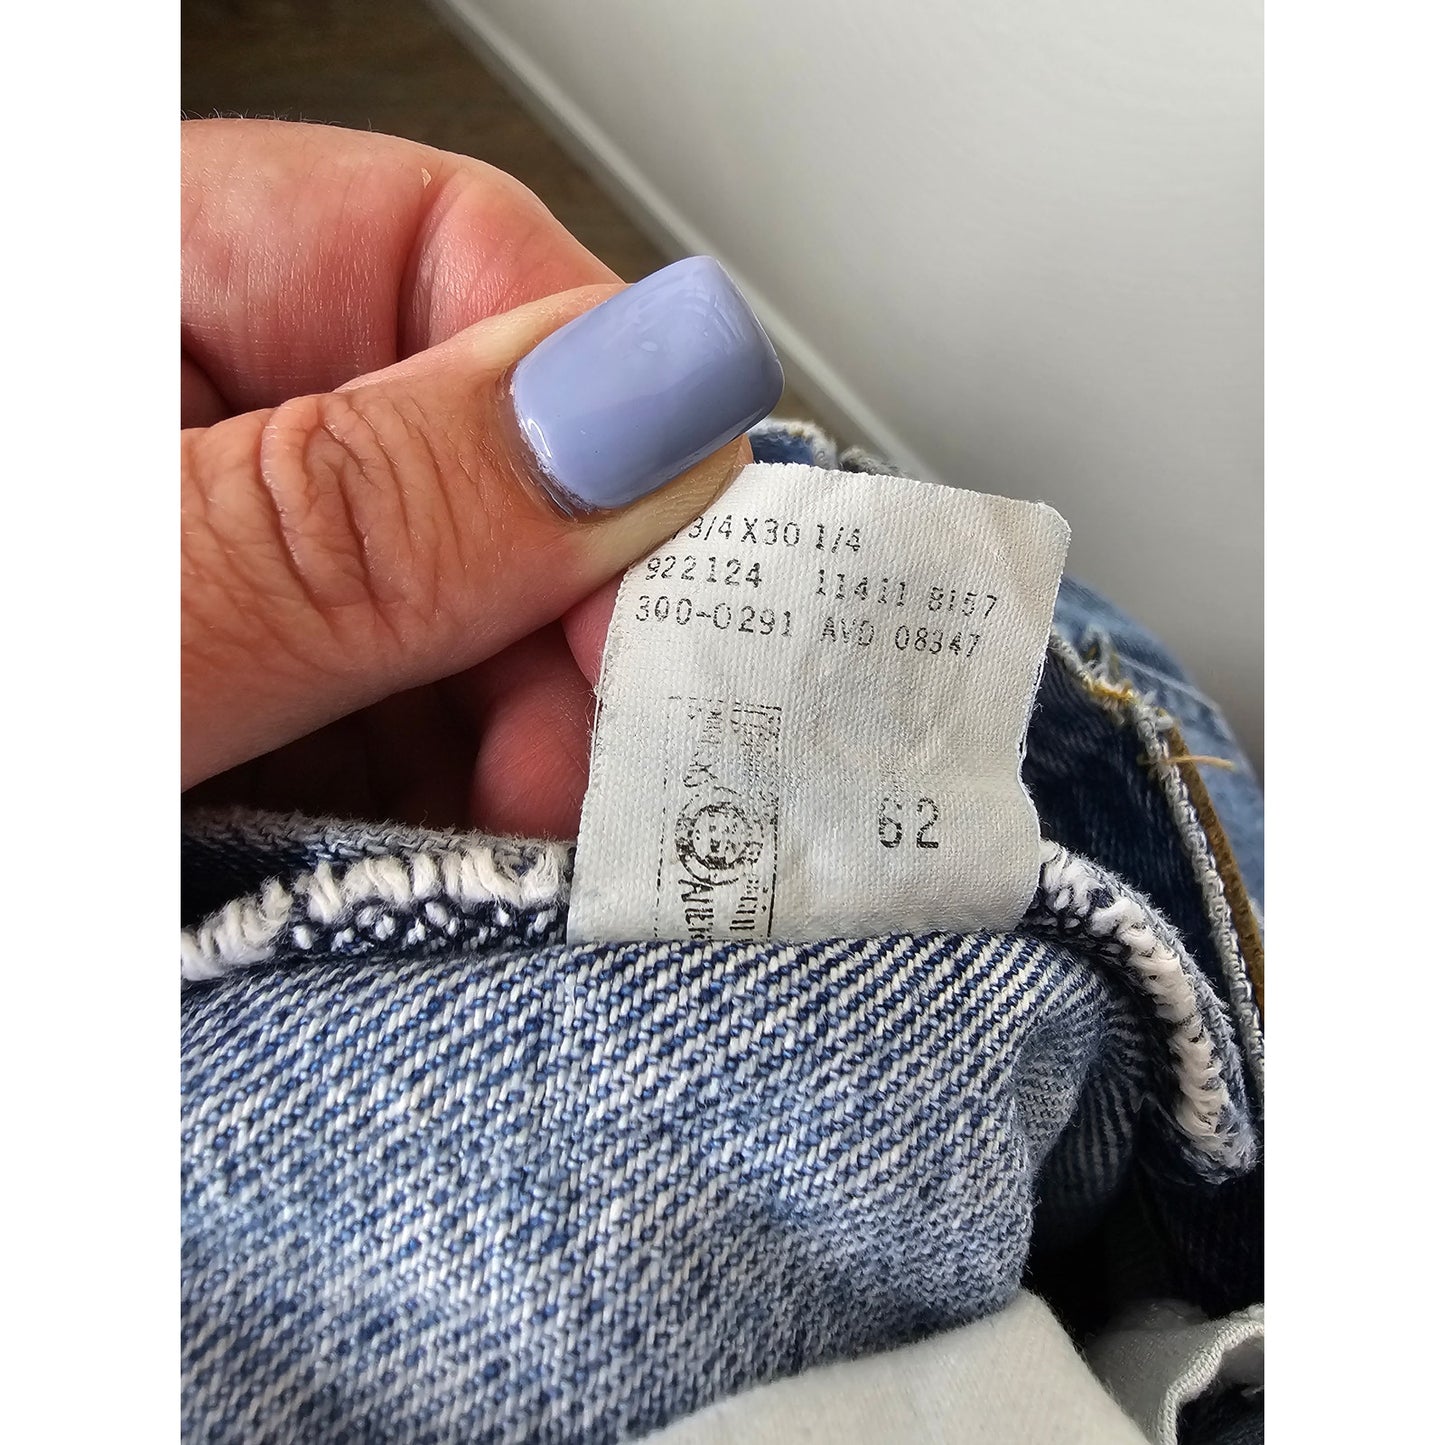 3/4 X30 1/4
922124 11411 8157
300-0291 AVD 08347
62